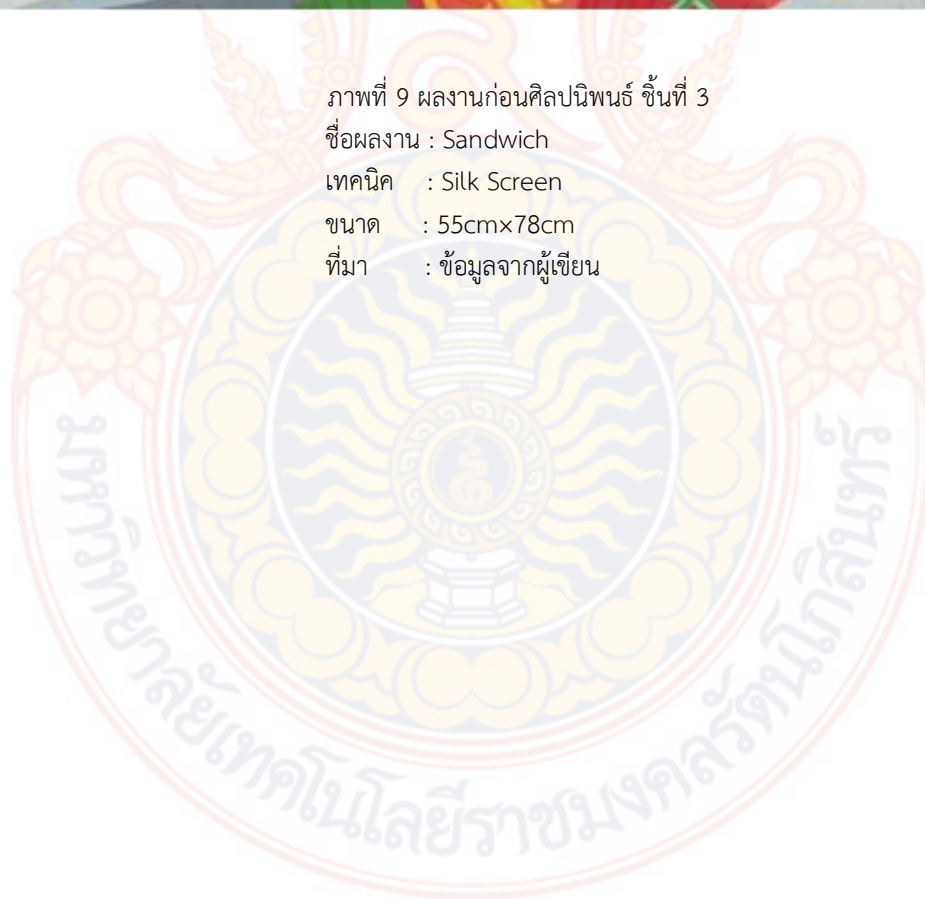 ภาพที่ 9 ผลงานก่อนศิลปนิพนธ์ ชิ้นที่ 3
ชื่อผลงาน : Sandwich
เทคนิค : Silk Screen
ขนาด : 55cm×78cm
ที่มา : ข้อมูลจากผู้เขียน
มหาวิทยาลัยเทคโนโลยีราชมงคลรัตนโกสินทร์